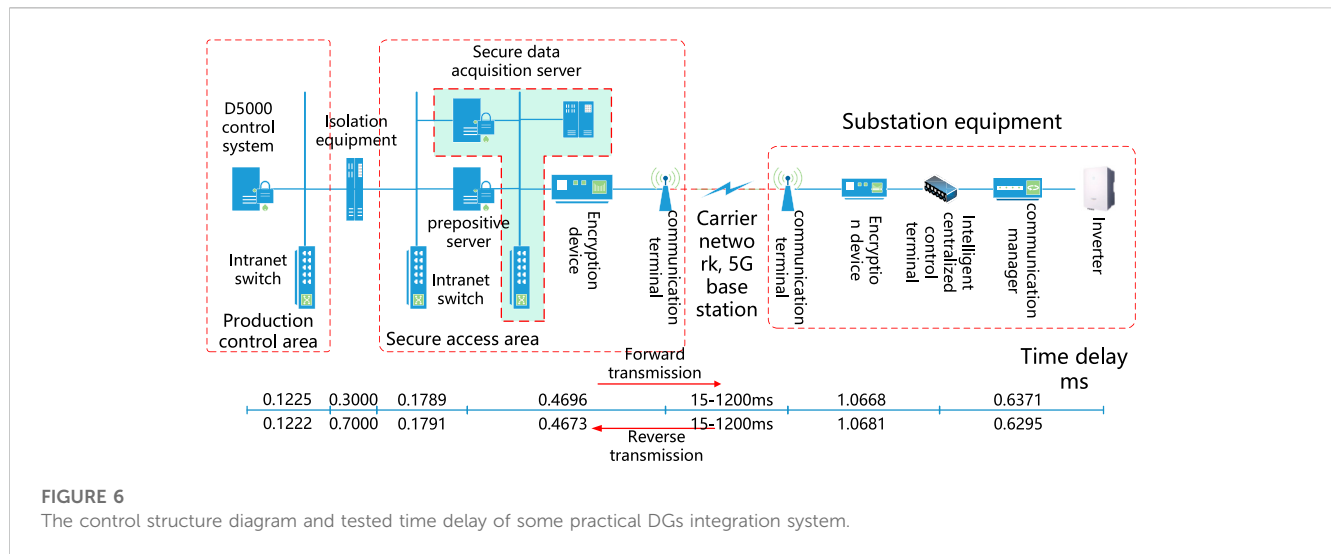 Secure data
acquisition server
D5000
control
system
Isolation
equipment
Substation equipment
prepositive
server
Intranet
switch
Intranet
switch
Encryption
device
communication
terminal
Carrier
netwo
rk, 5G
base
station
communication
terminal
Encryptio
n device
Intelligent
centralized
control
terminal
communication
manager
Inverter
Production
control area
Secure access area
Forward
transmission
Time delay
ms
0.1225 0.3000 0.1789 0.4696 15-1200ms 1.0668 0.6371
0.1222 0.7000 0.1791 0.4673 15-1200ms 1.0681 0.6295
Reverse
transmission
FIGURE 6
The control structure diagram and tested time delay of some practical DGs integration system.